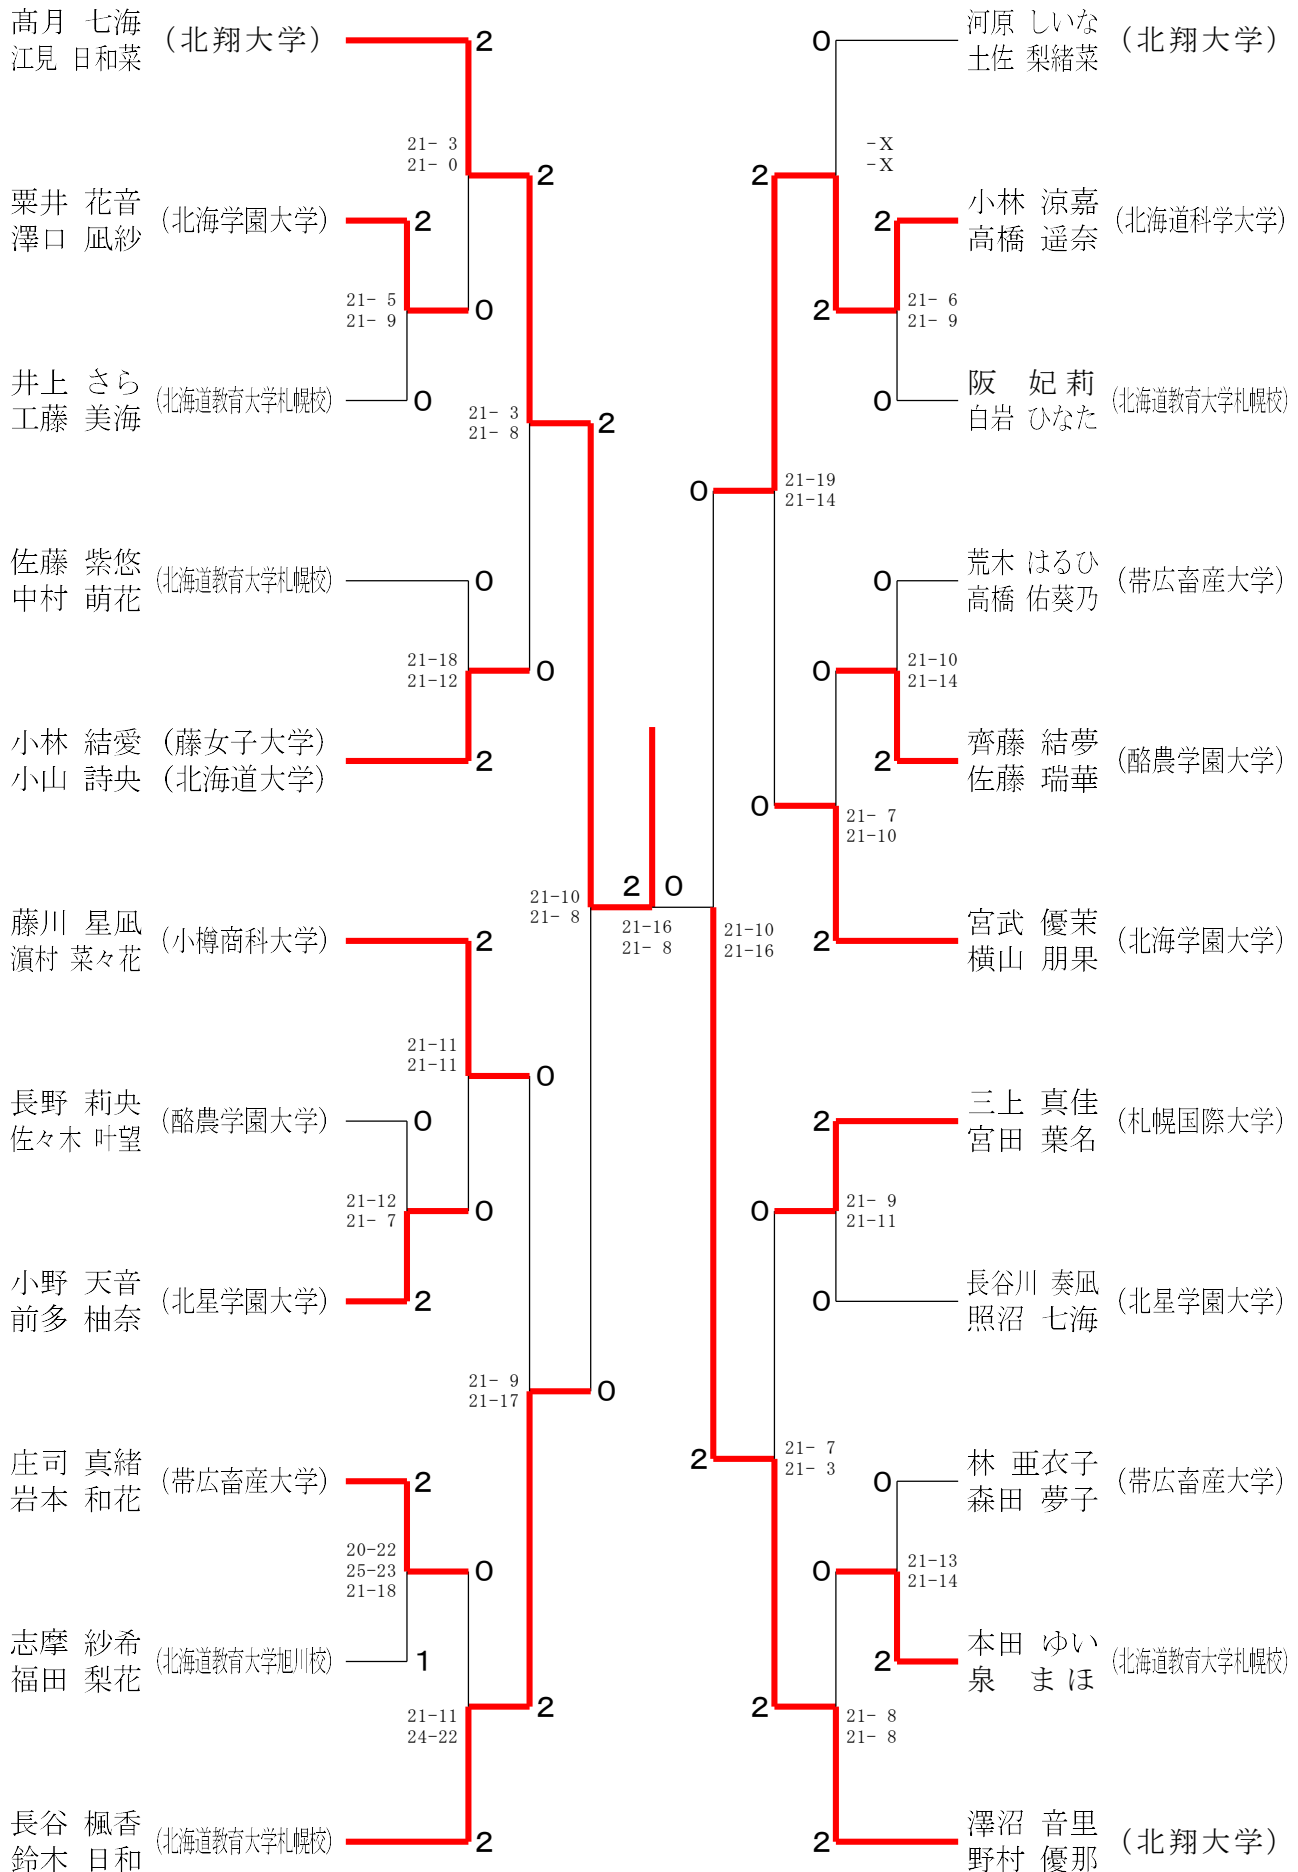 髙月 七海
江見 日和菜
(北翔大学)
2
21- 3
21- 0
2
粟井 花音
澤口 凪紗
(北海学園大学)
2
21- 5
21- 9
0
井上 さら
工藤 美海
(北海道教育大学札幌校)
0
21- 3
21- 8
2
佐藤 紫悠
中村 萌花
(北海道教育大学札幌校)
0
21-18
21-12
0
小林 結愛 (藤女子大学)
小山 詩央 (北海道大学)
2
21-10
21- 8
2
0
21-16
21- 8
藤川 星凪
濵村 菜々花
(小樽商科大学)
2
21-11
21-11
0
長野 莉央
佐々木 叶望
(酪農学園大学)
0
21-12
21- 7
0
小野 天音
前多 柚奈
(北星学園大学)
2
21- 9
21-17
0
庄司 真緒
岩本 和花
(帯広畜産大学)
2
20-22
25-23
21-18
0
志摩 紗希
福田 梨花
(北海道教育大学旭川校)
1
21-11
24-22
2
長谷 楓香
鈴木 日和
(北海道教育大学札幌校)
2
0
河原 しいな
土佐 梨緒菜
(北翔大学)
-X
-X
2
2
小林 涼嘉
高橋 遥奈
(北海道科学大学)
2
21- 6
21- 9
0
阪 妃莉
白岩 ひなた
(北海道教育大学札幌校)
0
21-19
21-14
0
荒木 はるひ
高橋 佑葵乃
(帯広畜産大学)
0
21-10
21-14
2
齊藤 結夢
佐藤 瑞華
(酪農学園大学)
0
21- 7
21-10
2
宮武 優茉
横山 朋果
(北海学園大学)
21-10
21-16
2
三上 真佳
宮田 葉名
(札幌国際大学)
0
21- 9
21-11
0
長谷川 奏凪
照沼 七海
(北星学園大学)
2
21- 7
21- 3
0
林 亜衣子
森田 夢子
(帯広畜産大学)
0
21-13
21-14
2
本田 ゆい
泉 まほ
(北海道教育大学札幌校)
2
21- 8
21- 8
2
澤沼 音里
野村 優那
(北翔大学)